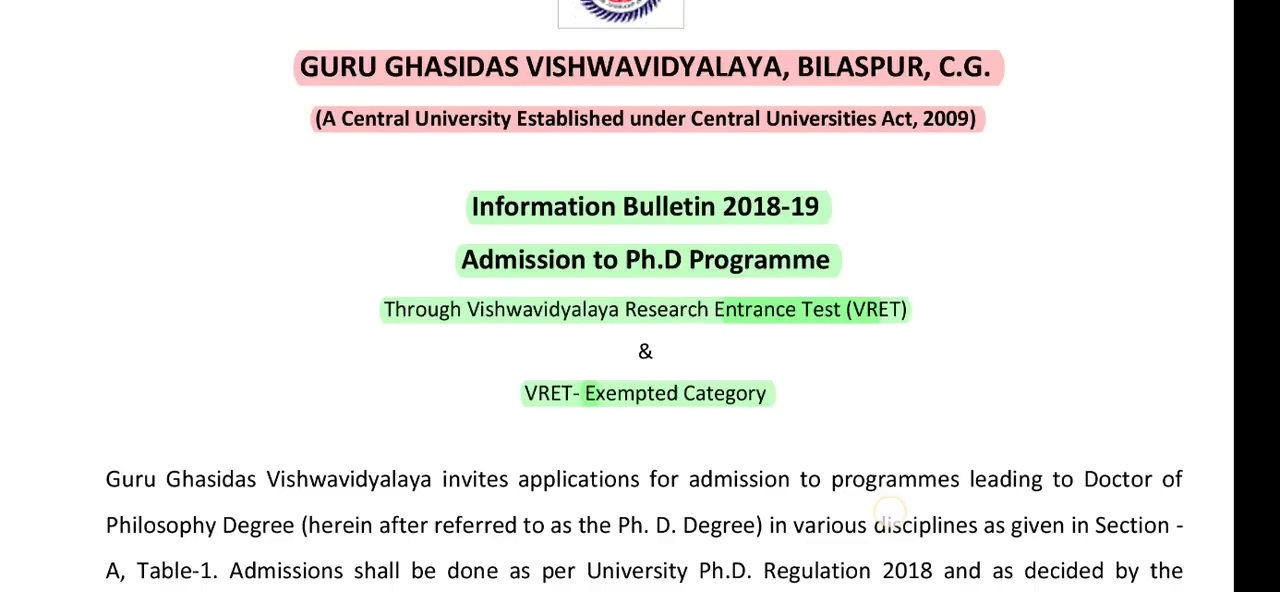 GURU GHASIDAS VISHWAVIDYALAYA, BILASPUR, C.G.
(A Central University Established under Central Universities Act, 2009)
Information Bulletin 2018-19
Admission to Ph.D Programme
Through Vishwavidyalaya Research Entrance Test (VRET)
&
VRET- Exempted Category
Guru Ghasidas Vishwavidyalaya invites applications for admission to programmes leading to Doctor of
Philosophy Degree (herein after referred to as the Ph. D. Degree) in various disciplines as given in Section -
A, Table-1. Admissions shall be done as per University Ph.D. Regulation 2018 and as decided by the